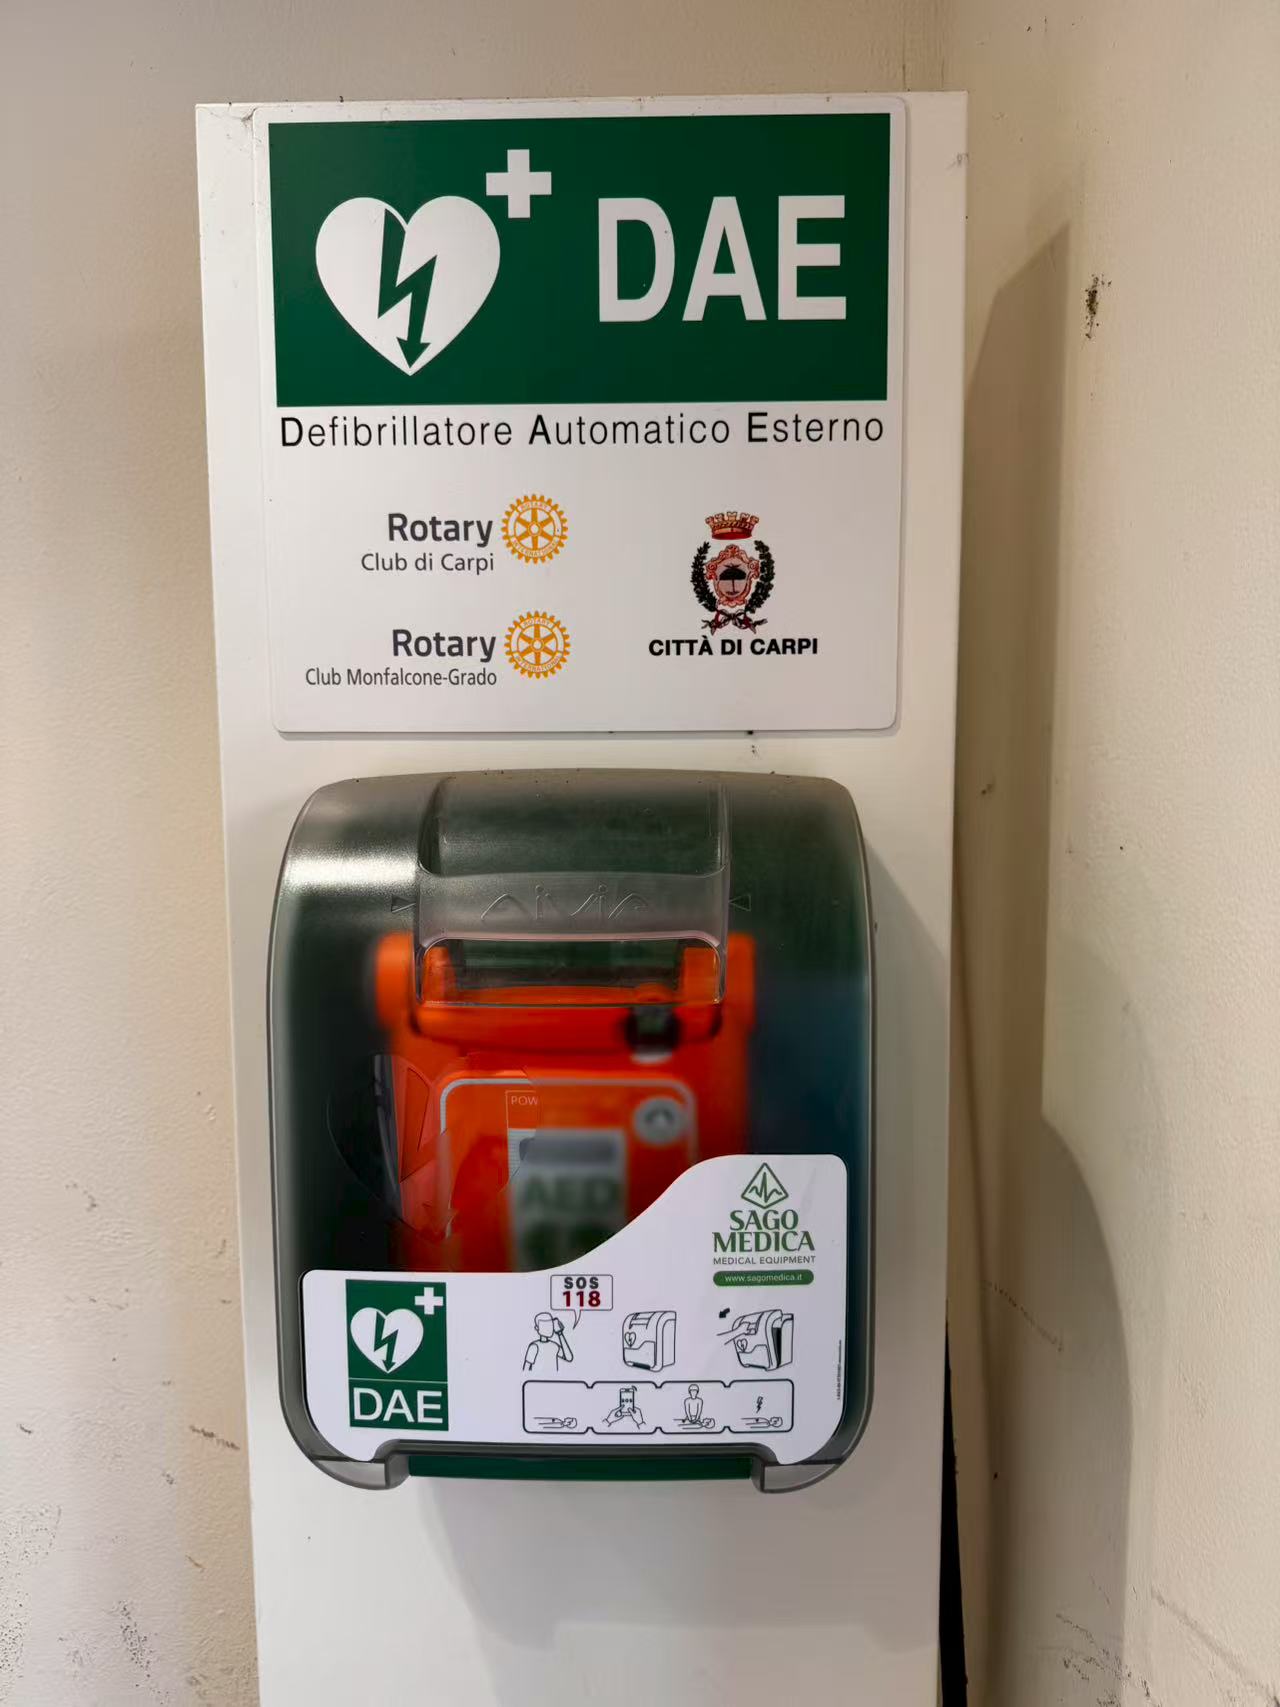 DAE
Defibrillatore Automatico Esterno
Rotary
Club di Carpi
Rotary
Club Monfalcone-Grado
CITTÀ DI CARPI
AED
SAGO
MEDICA
MEDICAL EQUIPMENT
www.sagomedica.it
SOS
118
DAE